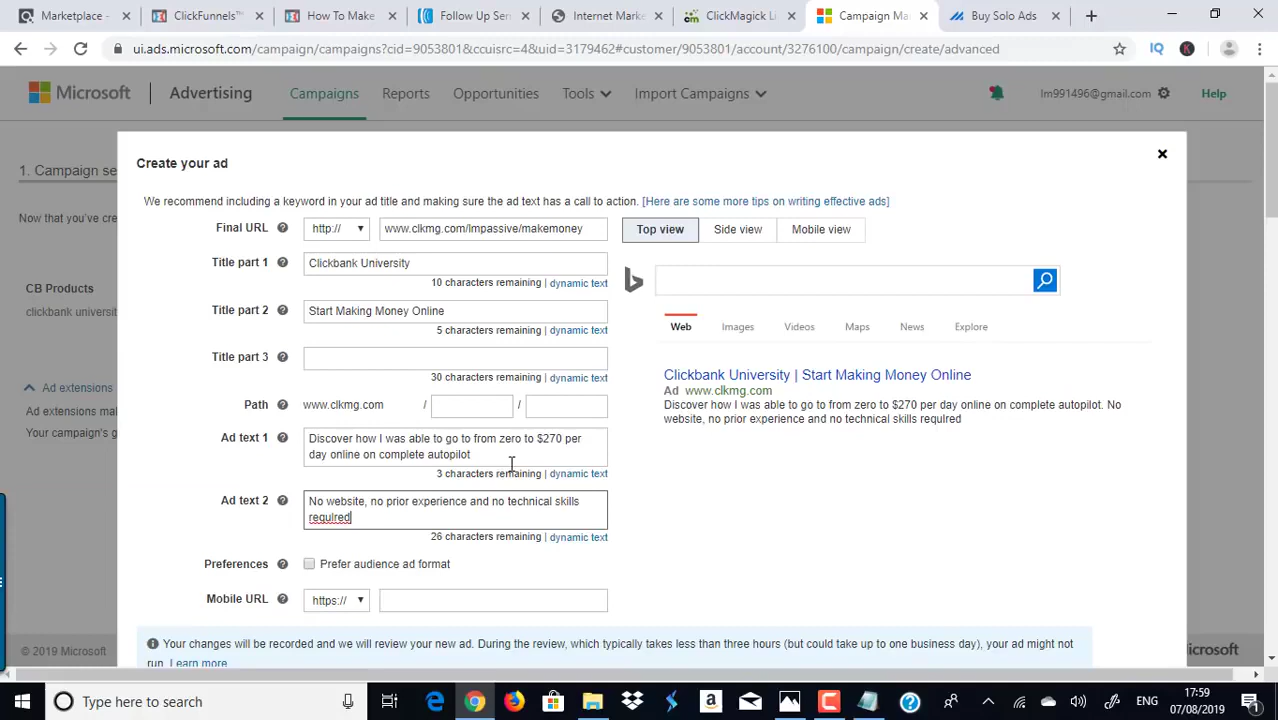 Marketplace -
ClickFunnels™
How To Make
Follow Up Ser
Internet Marke
ClickMagick Li
Campaign Ma
Buy Solo Ads
ui.ads.microsoft.com/campaign/campaigns?cid=9053801&ccuisrc=4&uid=3179462#customer/9053801/account/3276100/campaign/create/advanced
Microsoft
Advertising
Campaigns
Reports
Opportunities
Tools
Import Campaigns
lm991496@gmail.com
Help
1. Campaign se
Create your ad
We recommend including a keyword in your ad title and making sure the ad text has a call to action. [Here are some more tips on writing effective ads]
Now that you've cre
Final URL
http://
www.clkmg.com/Impassive/makemoney
Top view
Side view
Mobile view
Title part 1
Clickbank University
10 characters remaining | dynamic text
CB Products
clickbank universit
Title part 2
Start Making Money Online
5 characters remaining | dynamic text
Web
Images
Videos
Maps
News
Explore
Title part 3
30 characters remaining | dynamic text
Clickbank University | Start Making Money Online
Ad www.clkmg.com
Discover how I was able to go to from zero to $270 per day online on complete autopilot. No
website, no prior experience and no technical skills requIred
Ad extensions
Ad extensions mal
Your campaign's g
Path
www.clkmg.com
/
/
Ad text 1
Discover how I was able to go to from zero to $270 per
day online on complete autopilot
3 characters remaining | dynamic text
Ad text 2
No website, no prior experience and no technical skills
requIred
26 characters remaining | dynamic text
Preferences
Prefer audience ad format
Mobile URL
https://
Your changes will be recorded and we will review your new ad. During the review, which typically takes less than three hours (but could take up to one business day), your ad might not
run. Learn more
© 2019 Microsoft
icrosoft
Type here to search
ENG
17:59
07/08/2019
1